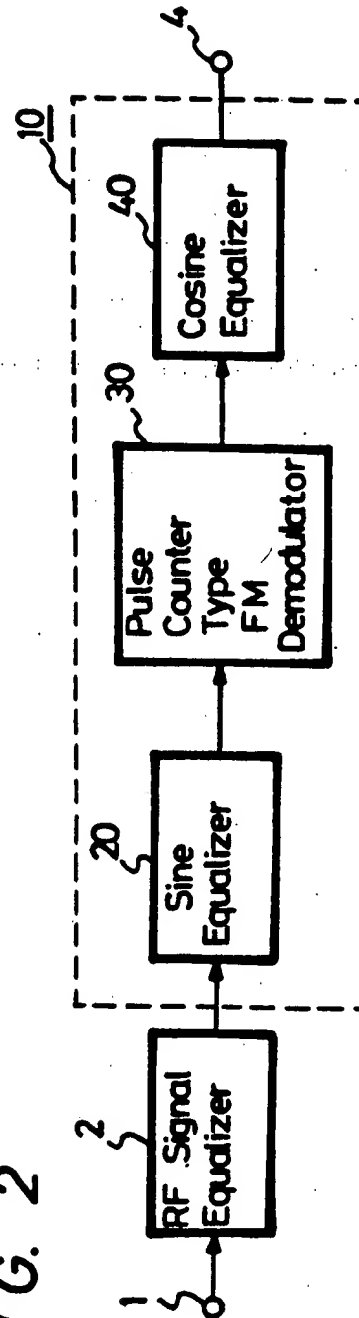 G. 2
10
1
2
RF Signal
Equalizer
20
Sine
Equalizer
30
Pulse
Counter
Type
FM
Demodulator
40
Cosine
Equalizer
4